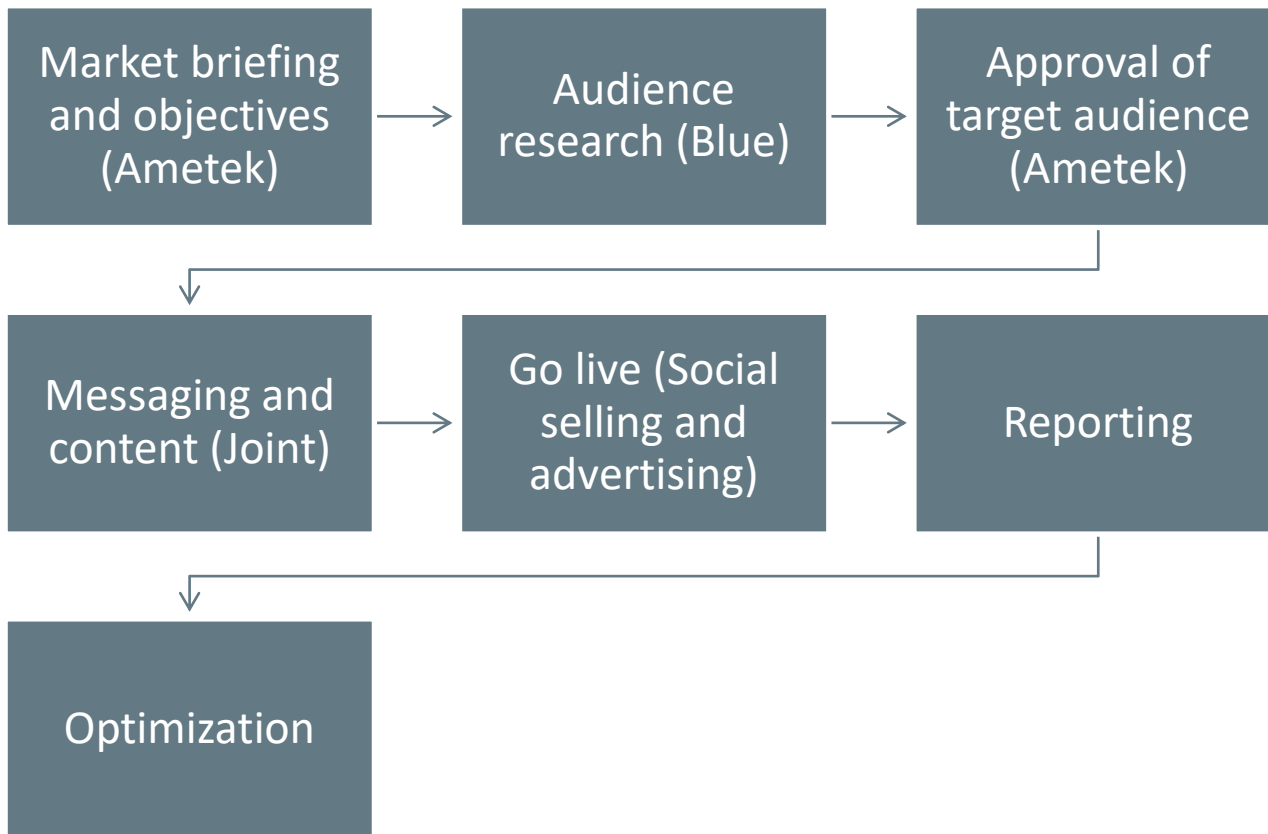 Market briefing
and objectives
(Ametek)
Audience
research (Blue)
Approval of
target audience
(Ametek)
Messaging and
content (Joint)
Go live (Social
selling and
advertising)
Reporting
Optimization